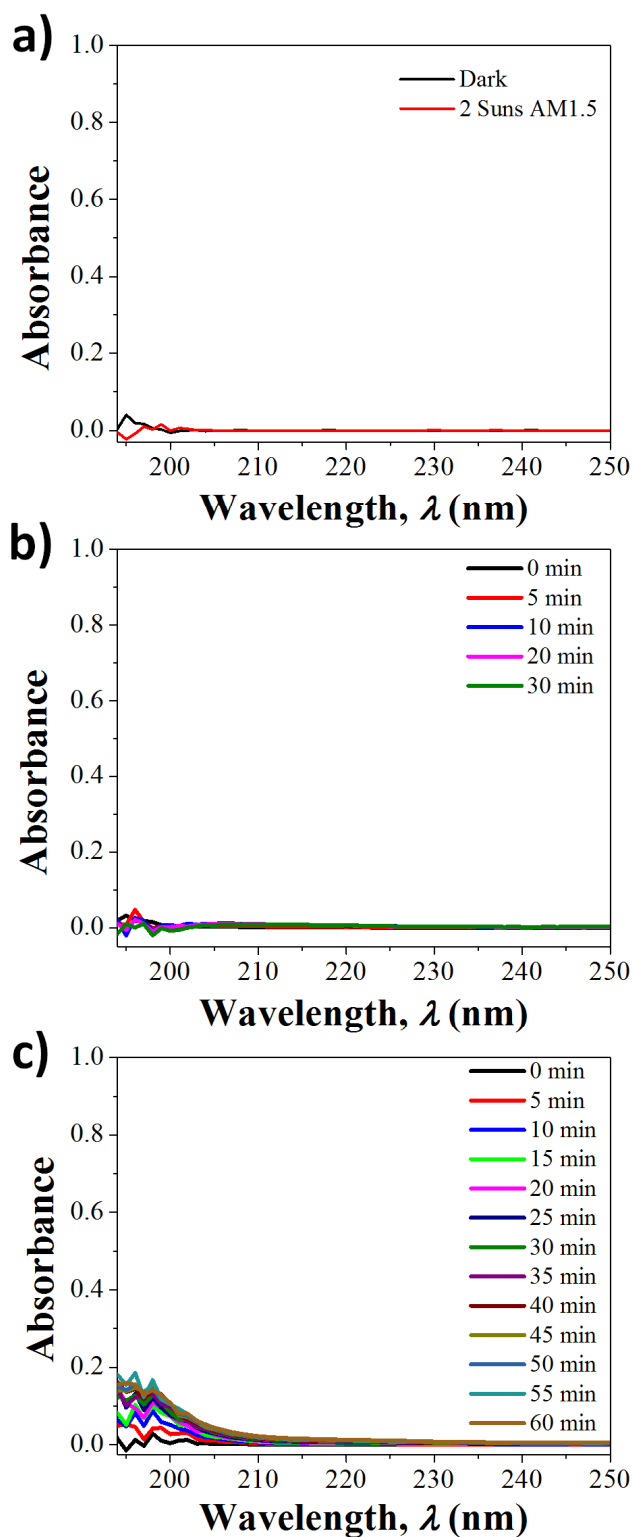 a)
1.0
0.8
0.6
0.4
0.2
0.0
Absorbance
Dark
2 Suns AM1.5
200 210 220 230 240 250
Wavelength, λ (nm)
b)
1.0
0.8
0.6
0.4
0.2
0.0
Absorbance
0 min
5 min
10 min
20 min
30 min
200 210 220 230 240 250
Wavelength, λ (nm)
c)
1.0
0.8
0.6
0.4
0.2
0.0
Absorbance
0 min
5 min
10 min
15 min
20 min
25 min
30 min
35 min
40 min
45 min
50 min
55 min
60 min
200 210 220 230 240 250
Wavelength, λ (nm)